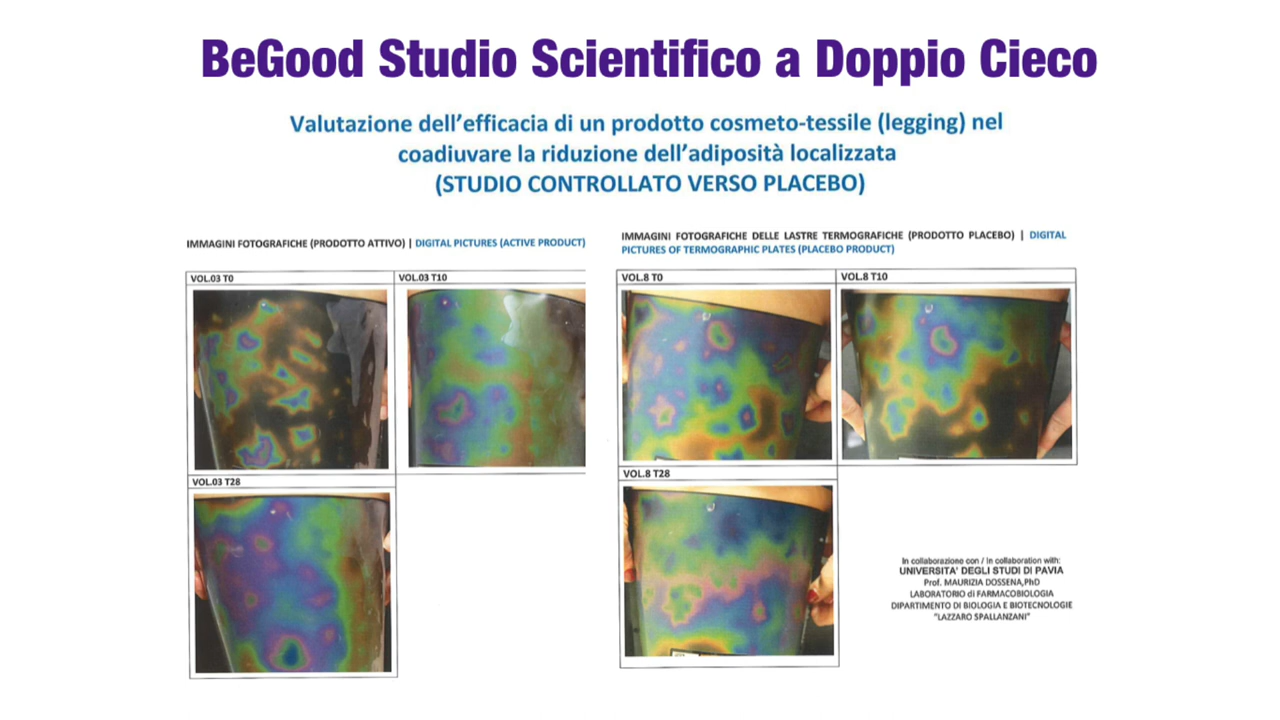 BeGood Studio Scientifico a Doppio Cieco
Valutazione dell'efficacia di un prodotto cosmeto-tessile (legging) nel
coadiuvare la riduzione dell'adiposità localizzata
(STUDIO CONTROLLATO VERSO PLACEBO)
IMMAGINI FOTOGRAFICHE (PRODOTTO ATTIVO) | DIGITAL PICTURES (ACTIVE PRODUCT)
VOL.03 T0
VOL.03 T10
VOL.03 T28
IMMAGINI FOTOGRAFICHE DELLE LASTRE TERMOGRAFICHE (PRODOTTO PLACEBO) | DIGITAL
PICTURES OF TERMOGRAPHIC PLATES (PLACEBO PRODUCT)
VOL.8 T0
VOL.8 T10
VOL.8 T28
In collaborazione con / In collaboration with:
UNIVERSITA' DEGLI STUDI DI PAVIA
Prof. MAURIZIA DOSSENA,PhD
LABORATORIO di FARMACOBIOLOGIA
DIPARTIMENTO DI BIOLOGIA E BIOTECNOLOGIE
"LAZZARO SPALLANZANI"